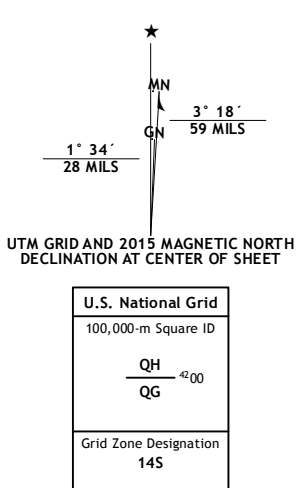 ★
MN
3° 18´
59 MILS
GN
1° 34´
28 MILS
UTM GRID AND 2015 MAGNETIC NORTH
DECLINATION AT CENTER OF SHEET
U.S. National Grid
100,000-m Square ID
QH
4200
QG
Grid Zone Designation
14S